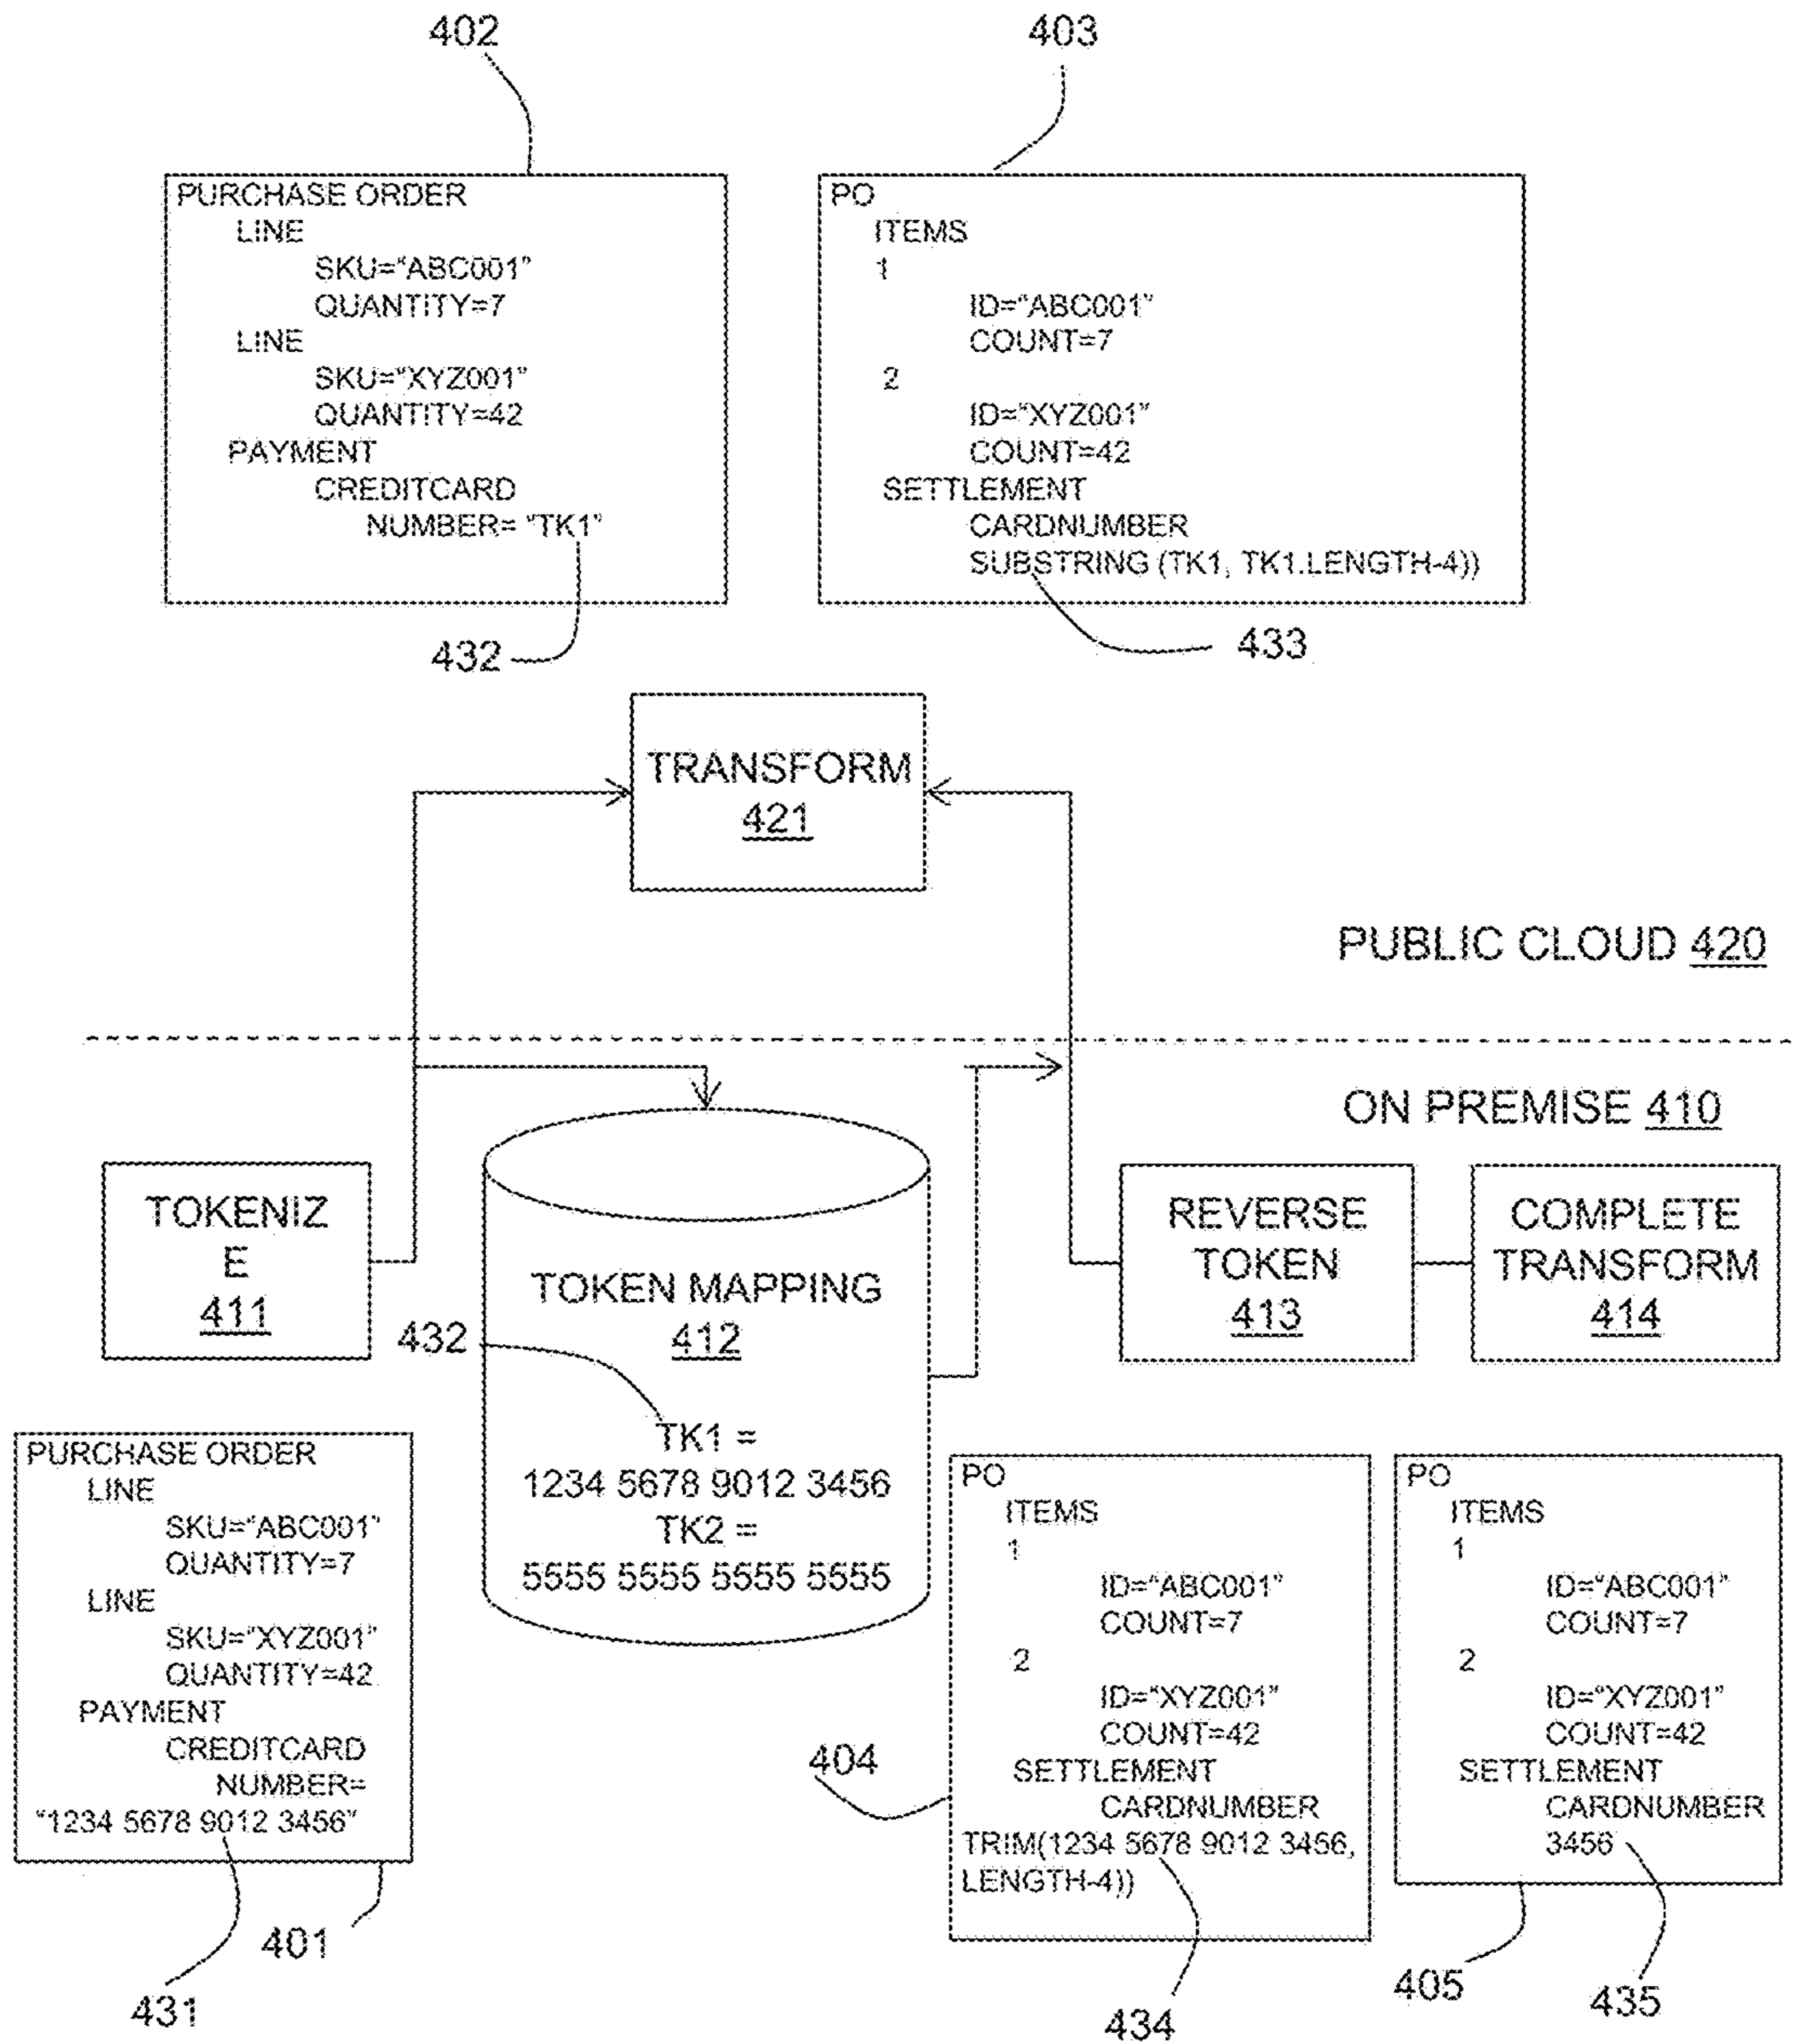 402
403
PURCHASE ORDER
LINE
SKU="ABC001"
QUANTITY=7
LINE
SKU="XYZ001"
QUANTITY=42
PAYMENT
CREDITCARD
NUMBER= "TK1"
432
PO
ITEMS
1
ID="ABC001"
COUNT=7
2
ID="XYZ001"
COUNT=42
SETTLEMENT
CARDNUMBER
SUBSTRING (TK1, TK1.LENGTH-4))
433
TRANSFORM
421
PUBLIC CLOUD 420
ON PREMISE 410
TOKENIZ
E
411
TOKEN MAPPING
412
432
TK1 =
1234 5678 9012 3456
TK2 =
5555 5555 5555 5555
REVERSE
TOKEN
413
COMPLETE
TRANSFORM
414
PURCHASE ORDER
LINE
SKU="ABC001"
QUANTITY=7
LINE
SKU="XYZ001"
QUANTITY=42
PAYMENT
CREDITCARD
NUMBER=
"1234 5678 9012 3456"
401
431
PO
ITEMS
1
ID="ABC001"
COUNT=7
2
ID="XYZ001"
COUNT=42
SETTLEMENT
CARDNUMBER
TRIM(1234 5678 9012 3456,
LENGTH-4))
404
434
PO
ITEMS
1
ID="ABC001"
COUNT=7
2
ID="XYZ001"
COUNT=42
SETTLEMENT
CARDNUMBER
3456
405
435